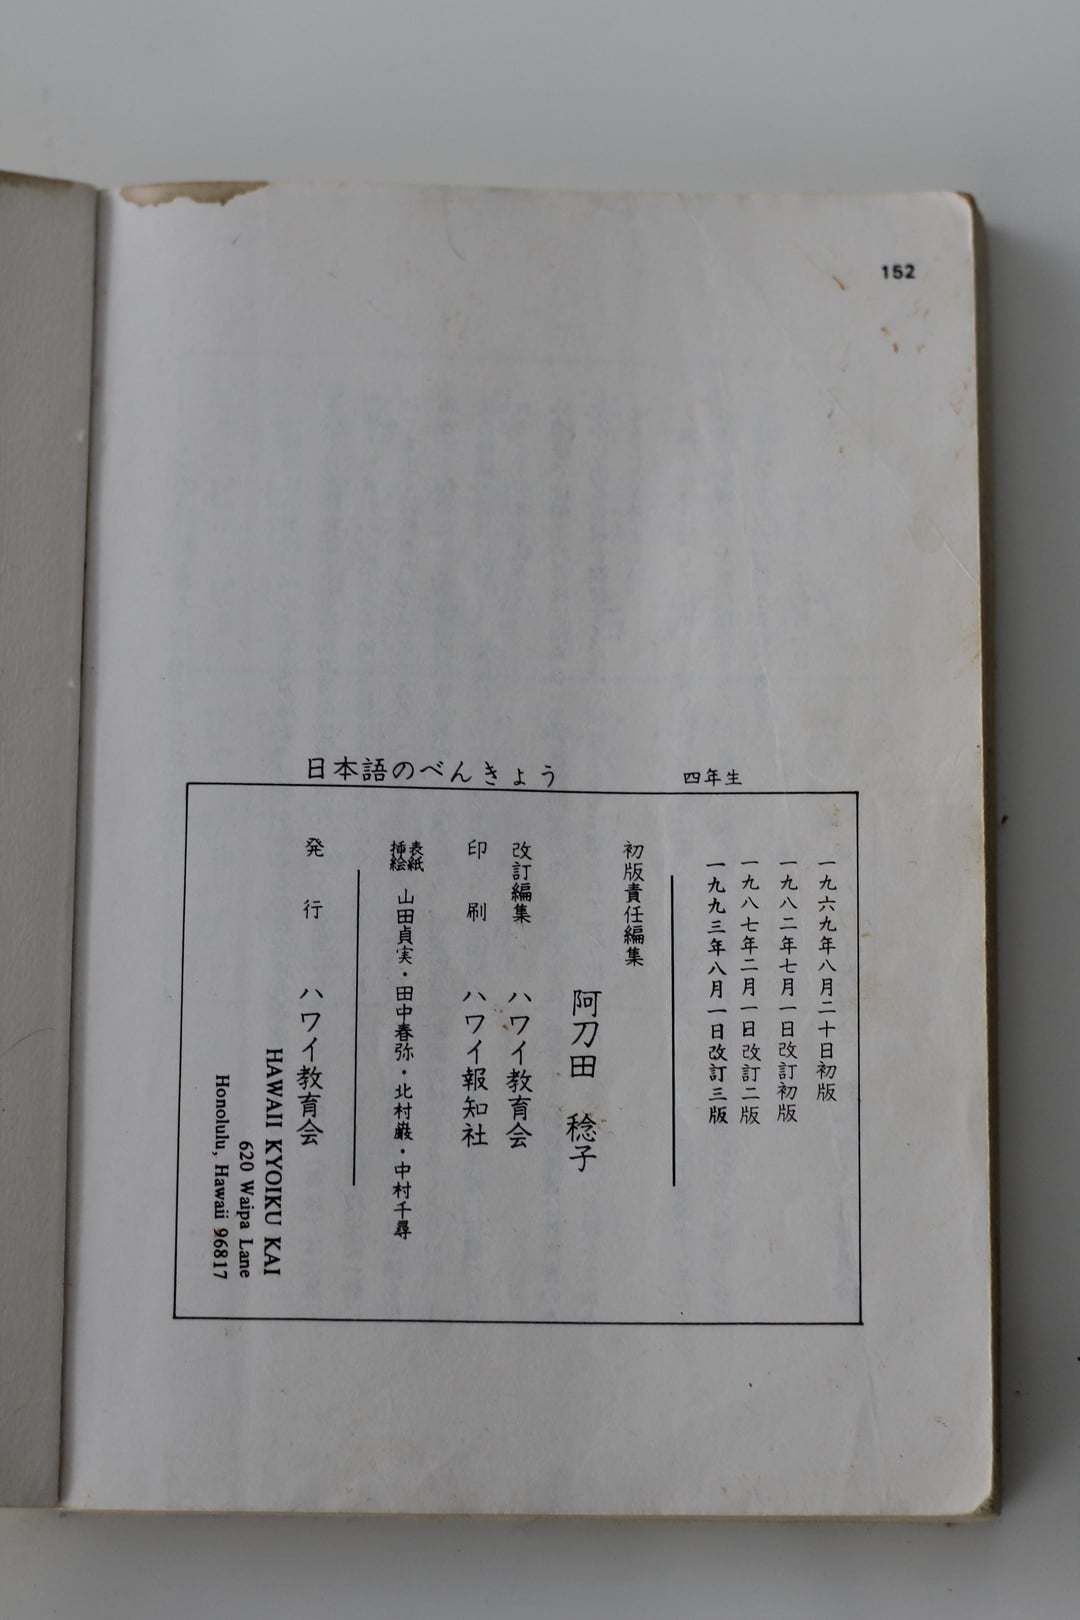 152
日本語のべんきょう 四年生
一九六九年八月二十日初版
一九八二年七月一日改訂初版
一九八七年二月一日改訂二版
一九九三年八月一日改訂三版
初版責任編集
阿刀田 稔子
改訂編集 ハワイ教育会
印刷 ハワイ報知社
表紙
挿絵 山田貞実・田中春弥・北村巌・中村千尋
発行 ハワイ教育会
HAWAII KYOIKU KAI
620 Waipa Lane
Honolulu, Hawaii 96817